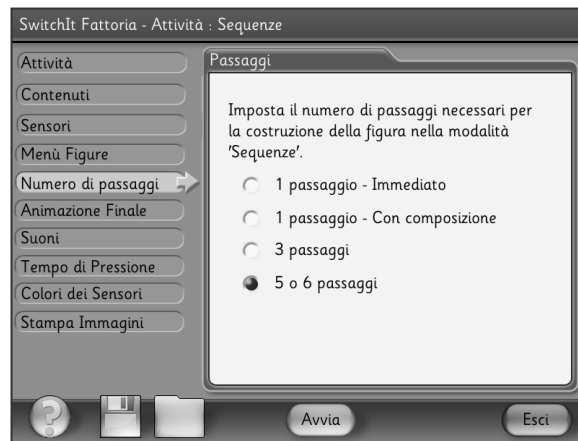 SwitchIt Fattoria - Attività : Sequenze
Attività
Contenuti
Sensori
Menù Figure
Numero di passaggi
Animazione Finale
Suoni
Tempo di Pressione
Colori dei Sensori
Stampa Immagini
Passaggi
Imposta il numero di passaggi necessari per
la costruzione della figura nella modalità
'Sequenze'.
1 passaggio - Immediato
1 passaggio - Con composizione
3 passaggi
5 o 6 passaggi
?
Avvia
Esci